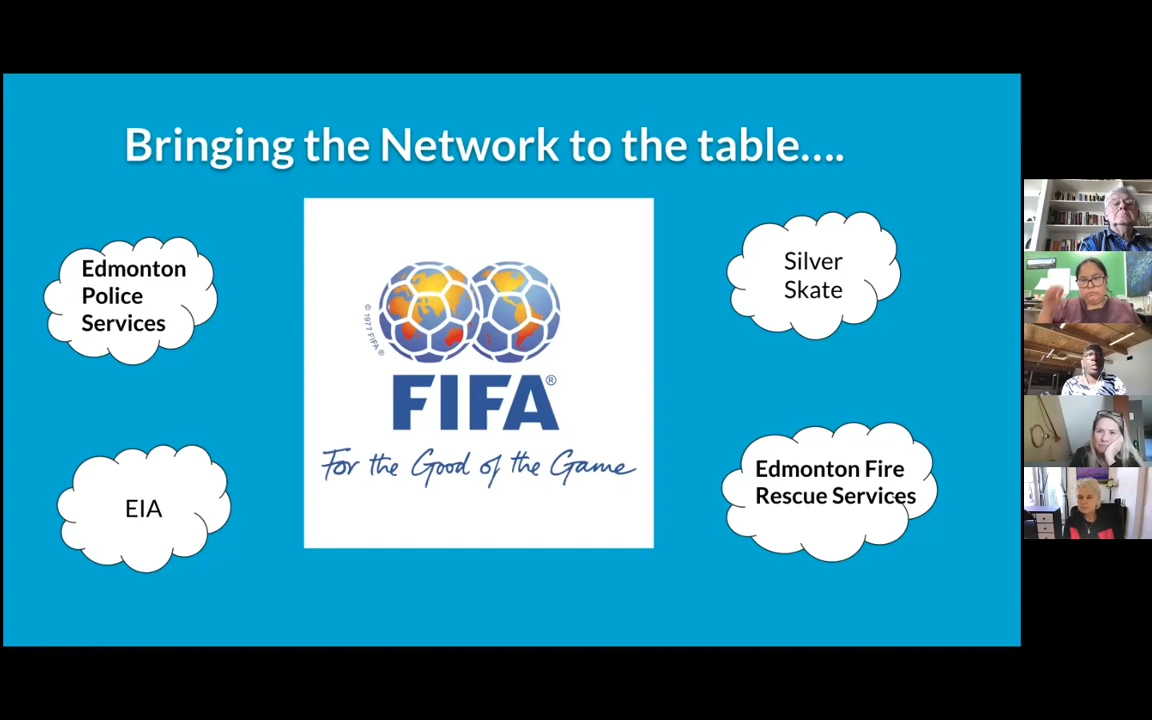 Bringing the Network to the table....
Edmonton
Police
Services
Silver
Skate
© 1977 FIFA ®
FIFA®
For the Good of the Game
EIA
Edmonton Fire
Rescue Services